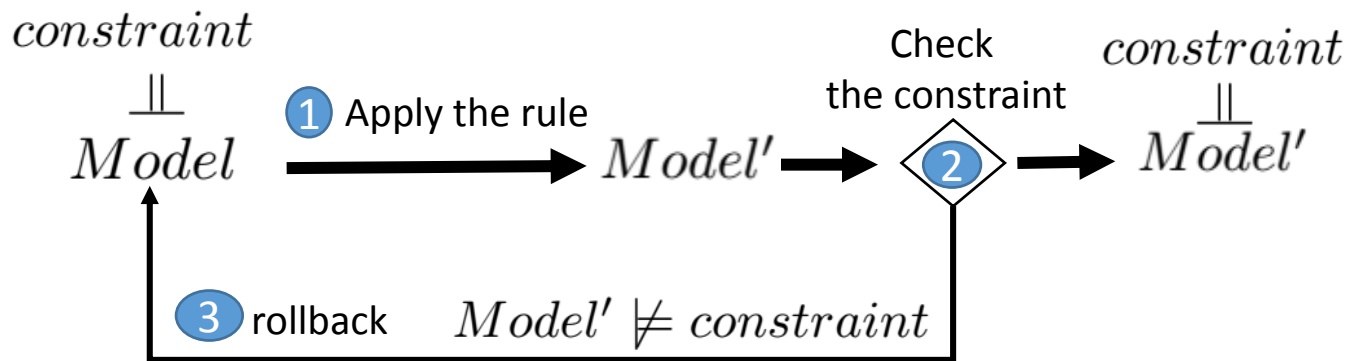 constraint
⫫
Model
1 Apply the rule
Model′
Check
the constraint
2
constraint
⫫
Model′
3 rollback
Model′ ⊭ constraint